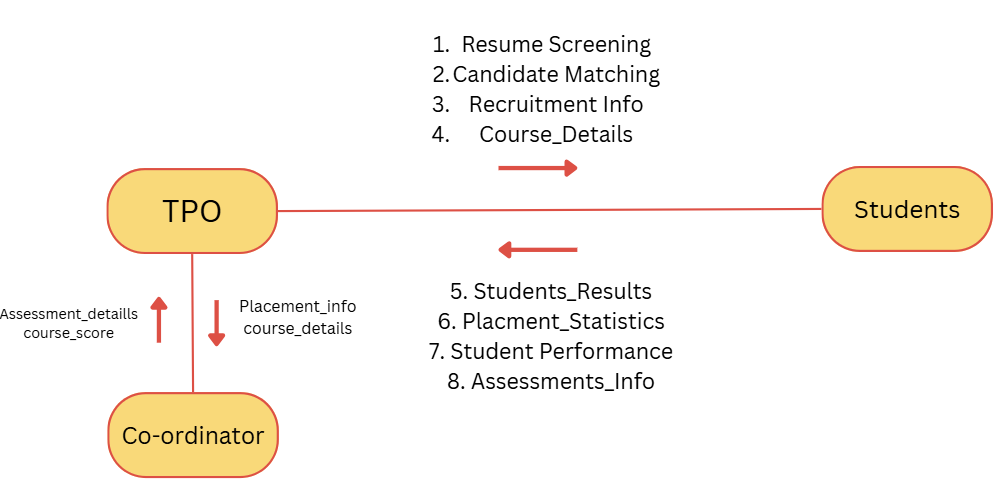 1. Resume Screening
2. Candidate Matching
3. Recruitment Info
4. Course_Details
TPO
Students
5. Students_Results
6. Placment_Statistics
7. Student Performance
8. Assessments_Info
Assessment_detaills
course_score
Placement_info
course_details
Co-ordinator